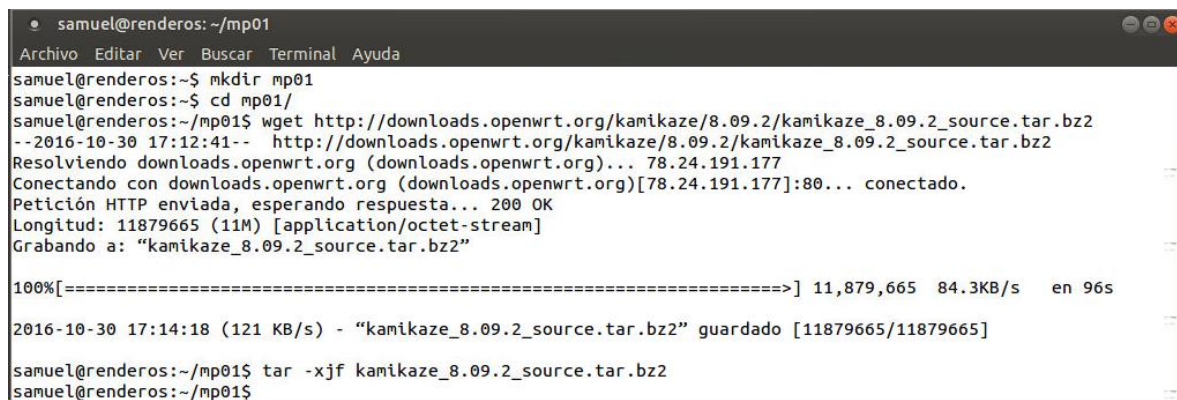 samuel@renderos: ~/mp01
Archivo Editar Ver Buscar Terminal Ayuda
samuel@renderos:~$ mkdir mp01
samuel@renderos:~$ cd mp01/
samuel@renderos:~/mp01$ wget http://downloads.openwrt.org/kamikaze/8.09.2/kamikaze_8.09.2_source.tar.bz2
--2016-10-30 17:12:41--  http://downloads.openwrt.org/kamikaze/8.09.2/kamikaze_8.09.2_source.tar.bz2
Resolviendo downloads.openwrt.org (downloads.openwrt.org)... 78.24.191.177
Conectando con downloads.openwrt.org (downloads.openwrt.org)[78.24.191.177]:80... conectado.
Petición HTTP enviada, esperando respuesta... 200 OK
Longitud: 11879665 (11M) [application/octet-stream]
Grabando a: “kamikaze_8.09.2_source.tar.bz2”
100%[=====================================================================>] 11,879,665  84.3KB/s   en 96s
2016-10-30 17:14:18 (121 KB/s) - “kamikaze_8.09.2_source.tar.bz2” guardado [11879665/11879665]
samuel@renderos:~/mp01$ tar -xjf kamikaze_8.09.2_source.tar.bz2
samuel@renderos:~/mp01$